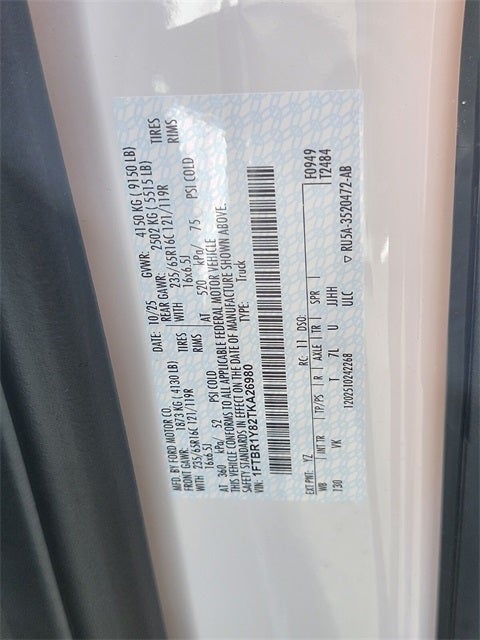 MFD. BY FORD MOTOR CO.
DATE: 10/25 GVWR: 4150 KG ( 9150 LB)
FRONT GAWR: 1873 KG ( 4130 LB) REAR GAWR: 2502 KG ( 5515 LB)
WITH 235/65R16C 121/119R TIRES WITH 235/65R16C 121/119R TIRES
16x6.5J RIMS 16x6.5J RIMS
AT 360 kPa/ 52 PSI COLD AT 520 kPa/ 75 PSI COLD
THIS VEHICLE CONFORMS TO ALL APPLICABLE FEDERAL MOTOR VEHICLE
SAFETY STANDARDS IN EFFECT ON THE DATE OF MANUFACTURE SHOWN ABOVE.
VIN: 1FTBR1Y82TKA26980 TYPE: Truck
F0949
T2484
EXT PNT: YZ RC: 11 DSO:
WB INT TR TP/PS R AXLE TR SPR
130 VK T 7L U UJHH
ULC
1202510242268
▽ RU5A-3520472-AB